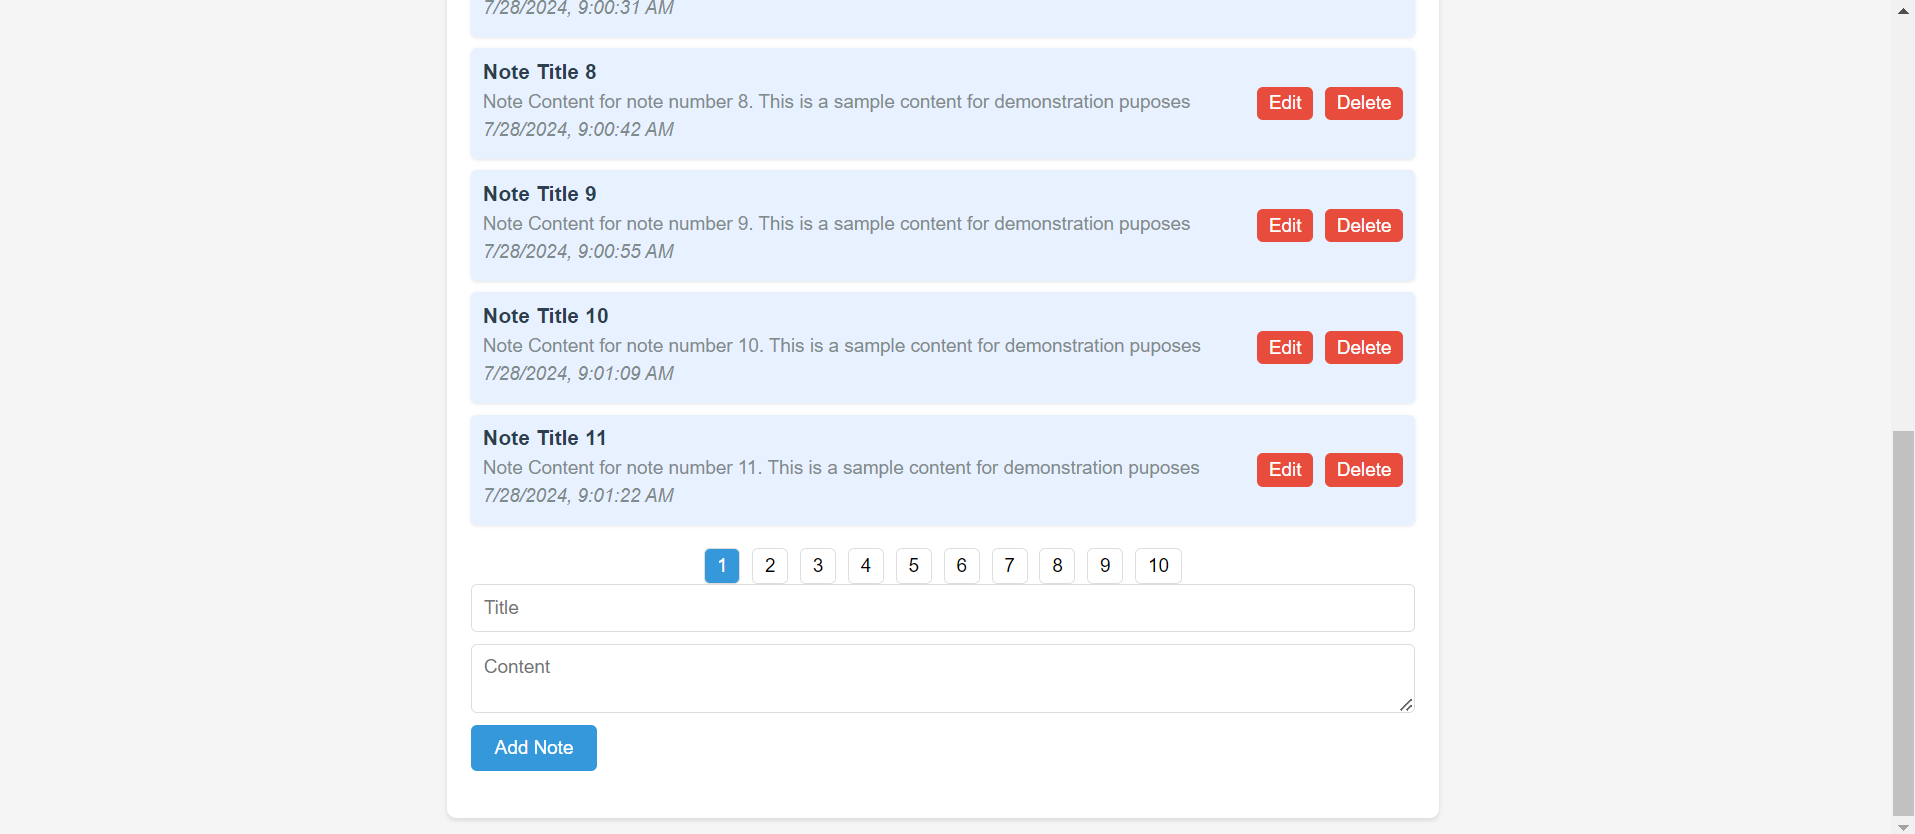 7/28/2024, 9:00:31 AM
Note Title 8
Note Content for note number 8. This is a sample content for demonstration puposes
7/28/2024, 9:00:42 AM
Edit Delete
Note Title 9
Note Content for note number 9. This is a sample content for demonstration puposes
7/28/2024, 9:00:55 AM
Edit Delete
Note Title 10
Note Content for note number 10. This is a sample content for demonstration puposes
7/28/2024, 9:01:09 AM
Edit Delete
Note Title 11
Note Content for note number 11. This is a sample content for demonstration puposes
7/28/2024, 9:01:22 AM
Edit Delete
1 2 3 4 5 6 7 8 9 10
Title
Content
Add Note